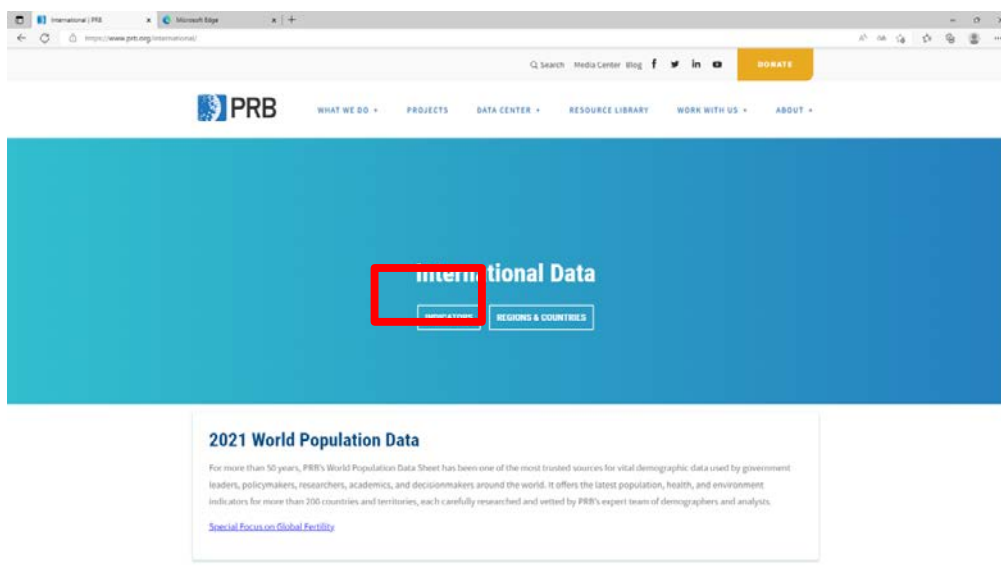 International | PRB
Microsoft Edge
https://www.prb.org/international/
Search Media Center Blog
DONATE
PRB
WHAT WE DO
PROJECTS
DATA CENTER
RESOURCE LIBRARY
WORK WITH US
ABOUT
International Data
INDICATORS
REGIONS & COUNTRIES
2021 World Population Data
For more than 50 years, PRB's World Population Data Sheet has been one of the most trusted sources for vital demographic data used by government
leaders, policymakers, researchers, academics, and decisionmakers around the world. It offers the latest population, health, and environment
indicators for more than 200 countries and territories, each carefully researched and vetted by PRB's expert team of demographers and analysts.
Special Focus on Global Fertility